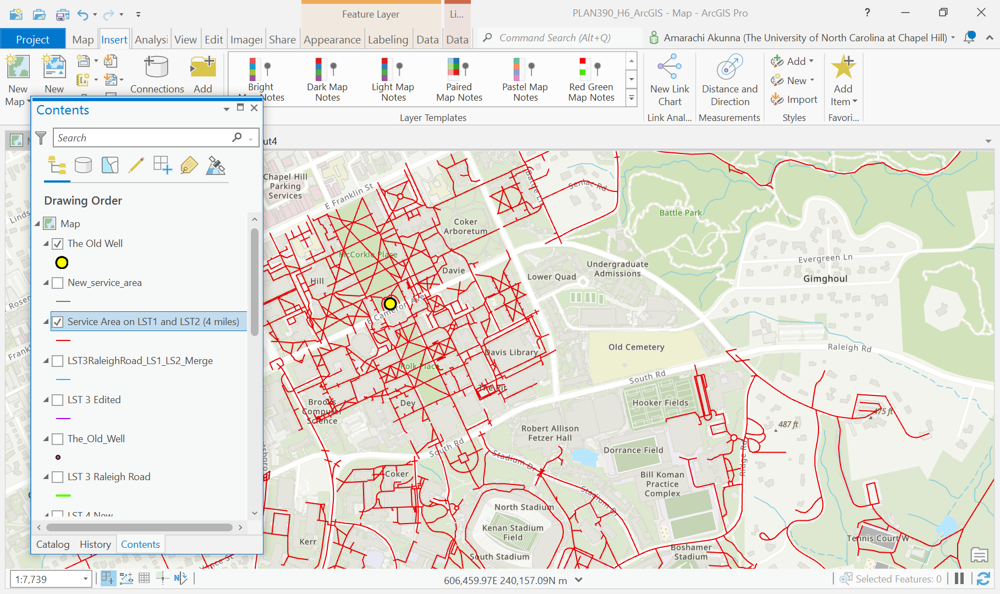 Feature Layer
Li...
PLAN390_H6_ArcGIS - Map - ArcGIS Pro
?
Project
Map
Insert
Analysi
View
Edit
Imager
Share
Appearance
Labeling
Data
Data
Command Search (Alt+Q)
Amarachi Akunna (The University of North Carolina at Chapel Hill)
New
Map
New
Connections
Add
Bright
Notes
Dark Map
Notes
Light Map
Notes
Paired
Map Notes
Pastel Map
Notes
Red Green
Map Notes
Layer Templates
New Link
Chart
Link Anal...
Distance and
Direction
Measurements
Add
New
Import
Styles
Add
Item
Favori...
Contents
Search
ut4
Drawing Order
Map
The Old Well
New_service_area
Service Area on LST1 and LST2 (4 miles)
LST3RaleighRoad_LS1_LS2_Merge
LST 3 Edited
The_Old_Well
LST 3 Raleigh Road
LST 4 New
Catalog
History
Contents
Chapel Hill
Parking
Services
E Franklin St
Battle Ln
Senlac Rd
Battle Park
Coker
Arboretum
McCorkle Place
Davie
Hill
Lower Quad
Undergraduate
Admissions
Evergreen Ln
Gimghoul
E Cameron Ave
Old Cemetery
Raleigh Rd
Davis Library
Polk Place
South Rd
The Pit
Brooks
Computer
Science
Dey
Hooker Fields
475 ft
487 ft
Robert Allison
Fetzer Hall
Dorrance Field
South Rd
Stadium Dr
Ridge Rd
Coker
Bill Koman
Practice
Complex
Stadium Dr
North Stadium
Kenan Stadium
Field
Kerr
South Stadium
Boshamer
Stadium
Tennis Court W
Linds
Rosem
Frankl
1:7,739
606,459.97E 240,157.09N m
Selected Features: 0